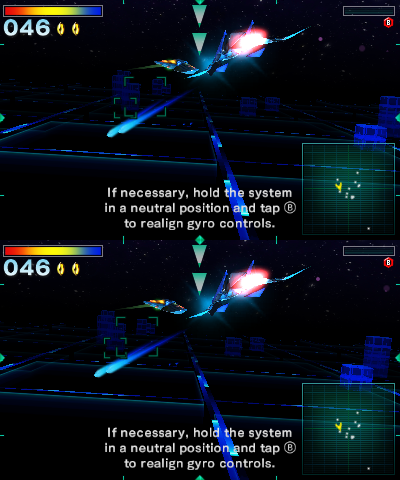 046
B
If necessary, hold the system
in a neutral position and tap Ⓑ
to realign gyro controls.
046
B
If necessary, hold the system
in a neutral position and tap Ⓑ
to realign gyro controls.